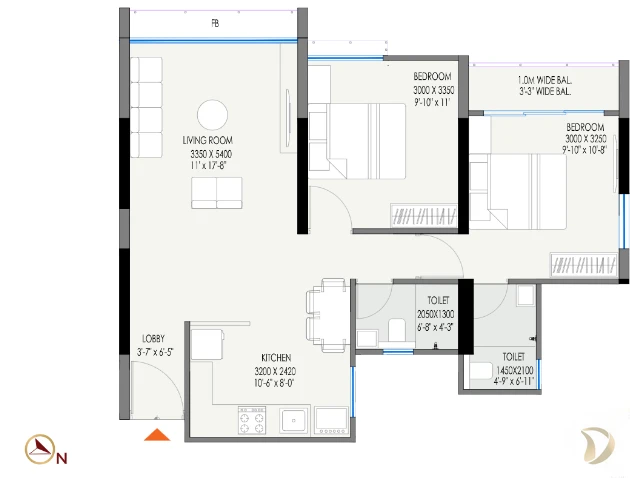 FB
BEDROOM
3000 X 3350
9'-10" x 11'
1.0M WIDE BAL.
3'-3" WIDE BAL.
BEDROOM
3000 X 3250
9'-10" x 10'-8"
LIVING ROOM
3350 X 5400
11' x 17'-8"
TOILET
2050X1300
6'-8" x 4'-3"
LOBBY
3'-7" x 6'-5"
KITCHEN
3200 X 2420
10'-6" x 8'-0"
TOILET
1450X2100
4'-9" x 6'-11"
N